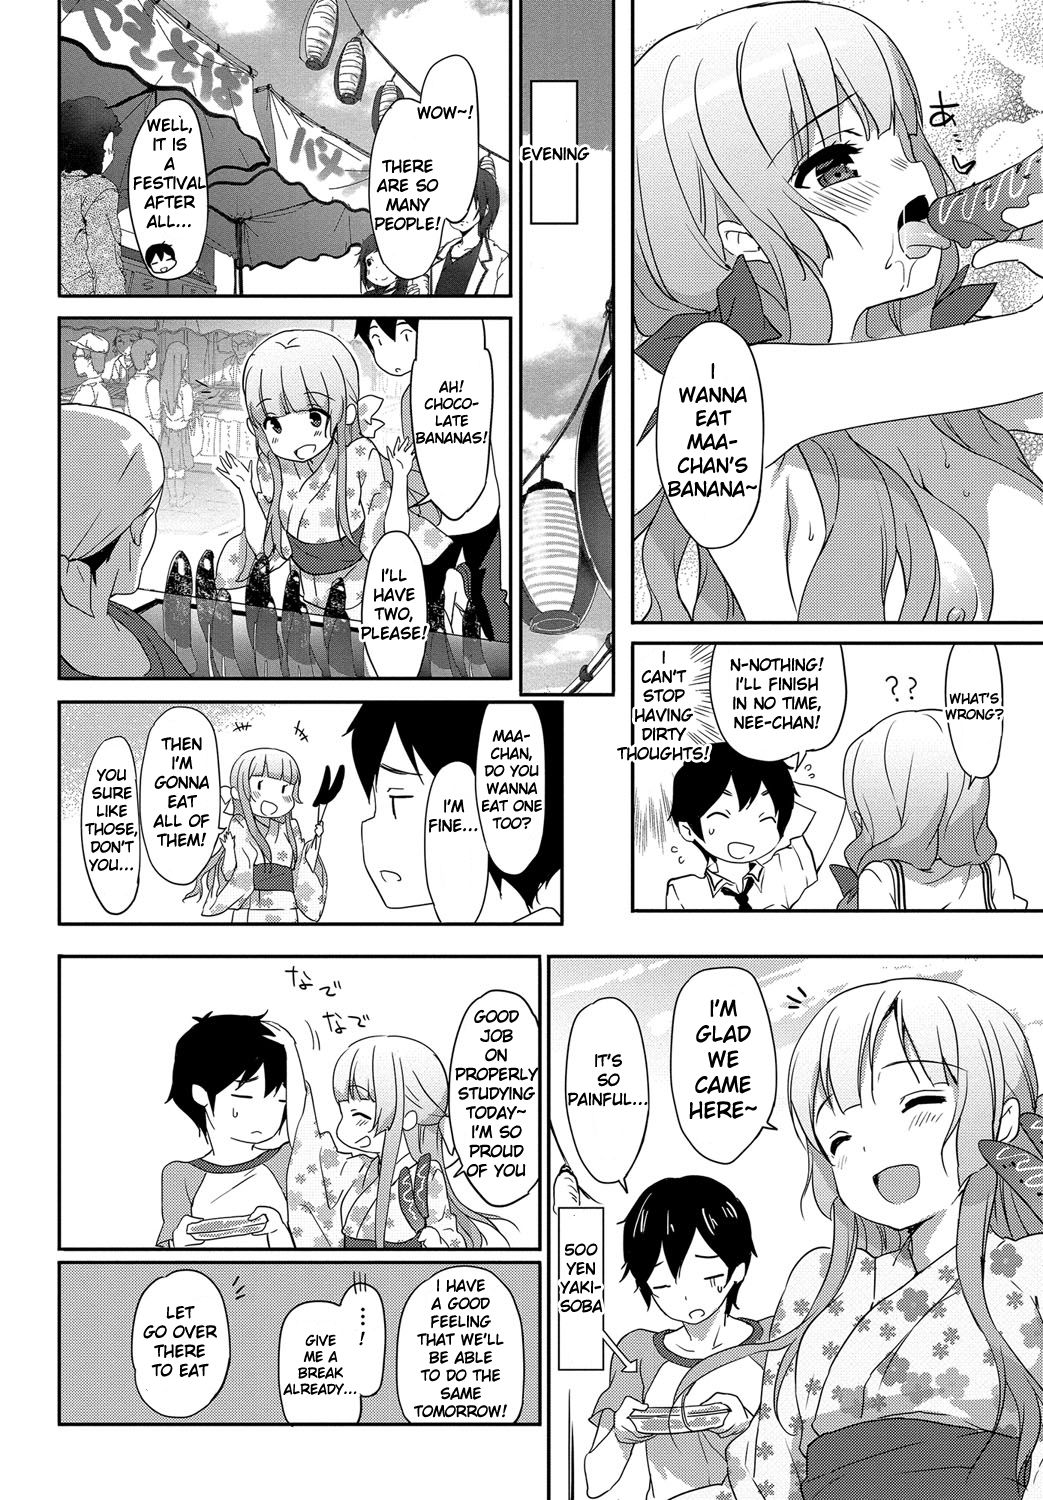 あ
I
WANNA
EAT
MAA-
CHAN'S
BANANA~
WHAT'S
WRONG?
??
N-NOTHING!
I'LL FINISH
IN NO TIME,
NEE-CHAN!
I
CAN'T
STOP
HAVING
DIRTY
THOUGHTS!
EVENING
WOW~!
THERE
ARE SO
MANY
PEOPLE!
やきそば
WELL,
IT IS
A
FESTIVAL
AFTER
ALL...
AH!
CHOCO-
LATE
BANANAS!
I'LL
HAVE
TWO,
PLEASE!
MAA-
CHAN,
DO YOU
WANNA
EAT ONE
TOO?
I'M
FINE...
THEN
I'M
GONNA
EAT
ALL OF
THEM!
YOU
SURE
LIKE
THOSE,
DON'T
YOU...
I'M
GLAD
WE
CAME
HERE~
IT'S
SO
PAINFUL...
500
YEN
YAKI-
SOBA
GOOD
JOB
ON
PROPERLY
STUDYING
TODAY~
I'M SO
PROUD
OF YOU
なで
なで
I HAVE
A GOOD
FEELING
THAT WE'LL
BE ABLE
TO DO THE
SAME
TOMORROW!
…!
GIVE
ME A
BREAK
ALREADY...
LET
GO OVER
THERE
TO EAT